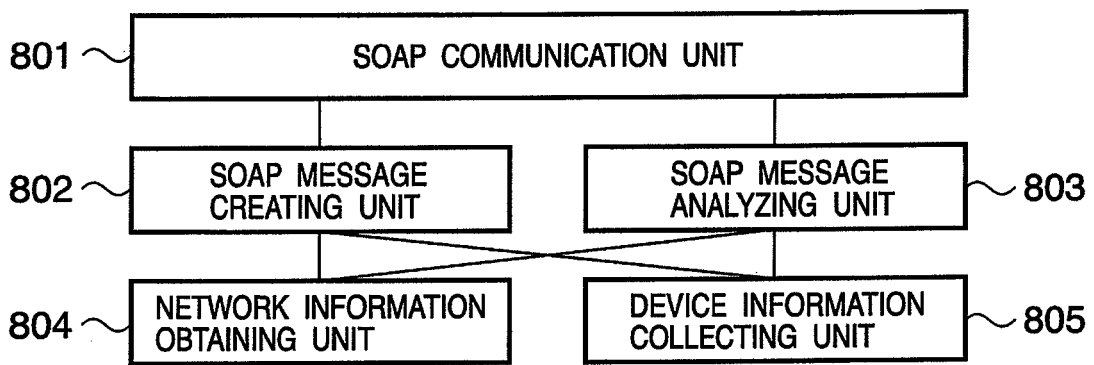 801
SOAP COMMUNICATION UNIT
802
SOAP MESSAGE
CREATING UNIT
SOAP MESSAGE
ANALYZING UNIT
803
804
NETWORK INFORMATION
OBTAINING UNIT
DEVICE INFORMATION
COLLECTING UNIT
805